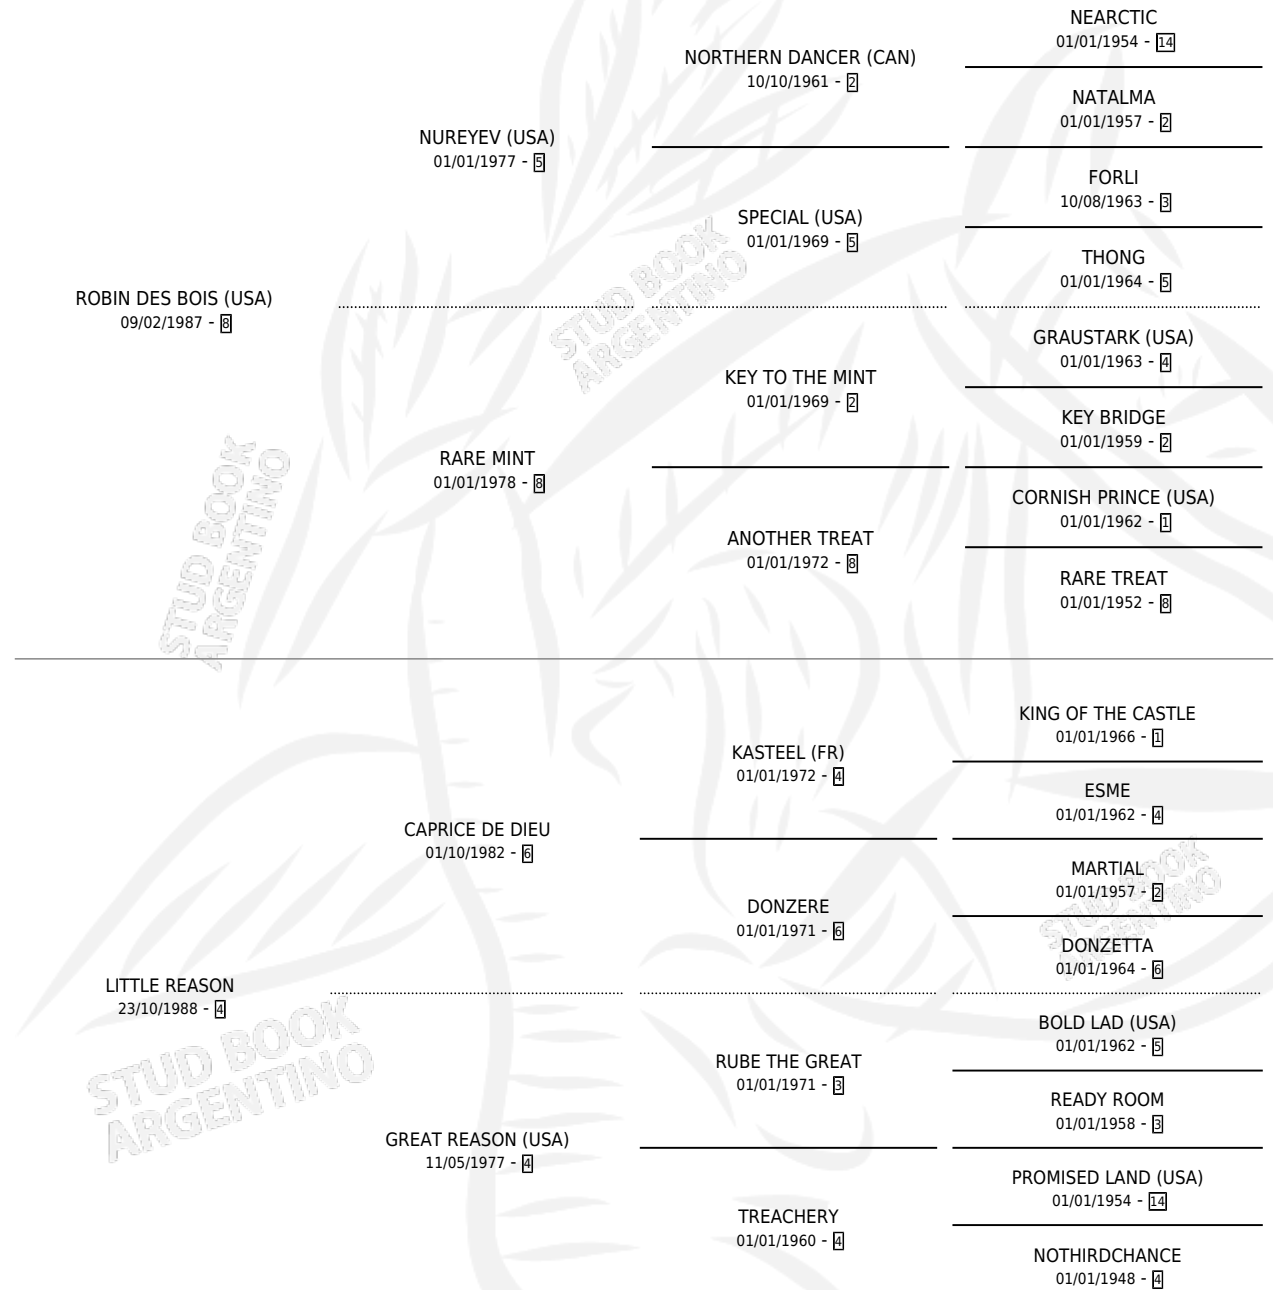 NEARCTIC
01/01/1954 - 14
NORTHERN DANCER (CAN)
10/10/1961 - 2
NATALMA
01/01/1957 - 2
NUREYEV (USA)
01/01/1977 - 5
FORLI
10/08/1963 - 3
SPECIAL (USA)
01/01/1969 - 5
THONG
01/01/1964 - 5
ROBIN DES BOIS (USA)
09/02/1987 - 8
GRAUSTARK (USA)
01/01/1963 - 4
KEY TO THE MINT
01/01/1969 - 2
KEY BRIDGE
01/01/1959 - 2
RARE MINT
01/01/1978 - 8
CORNISH PRINCE (USA)
01/01/1962 - 1
ANOTHER TREAT
01/01/1972 - 8
RARE TREAT
01/01/1952 - 8
STUD BOOK
ARGENTINO
STUD BOOK
ARGENTINO
KING OF THE CASTLE
01/01/1966 - 1
KASTEEL (FR)
01/01/1972 - 4
ESME
01/01/1962 - 4
CAPRICE DE DIEU
01/10/1982 - 6
MARTIAL
01/01/1957 - 2
DONZERE
01/01/1971 - 6
DONZETTA
01/01/1964 - 6
LITTLE REASON
23/10/1988 - 4
BOLD LAD (USA)
01/01/1962 - 5
RUBE THE GREAT
01/01/1971 - 3
READY ROOM
01/01/1958 - 3
GREAT REASON (USA)
11/05/1977 - 4
PROMISED LAND (USA)
01/01/1954 - 14
TREACHERY
01/01/1960 - 4
NOTHIRDCHANCE
01/01/1948 - 4
STUD BOOK
ARGENTINO
STUD BOOK
ARGENTINO